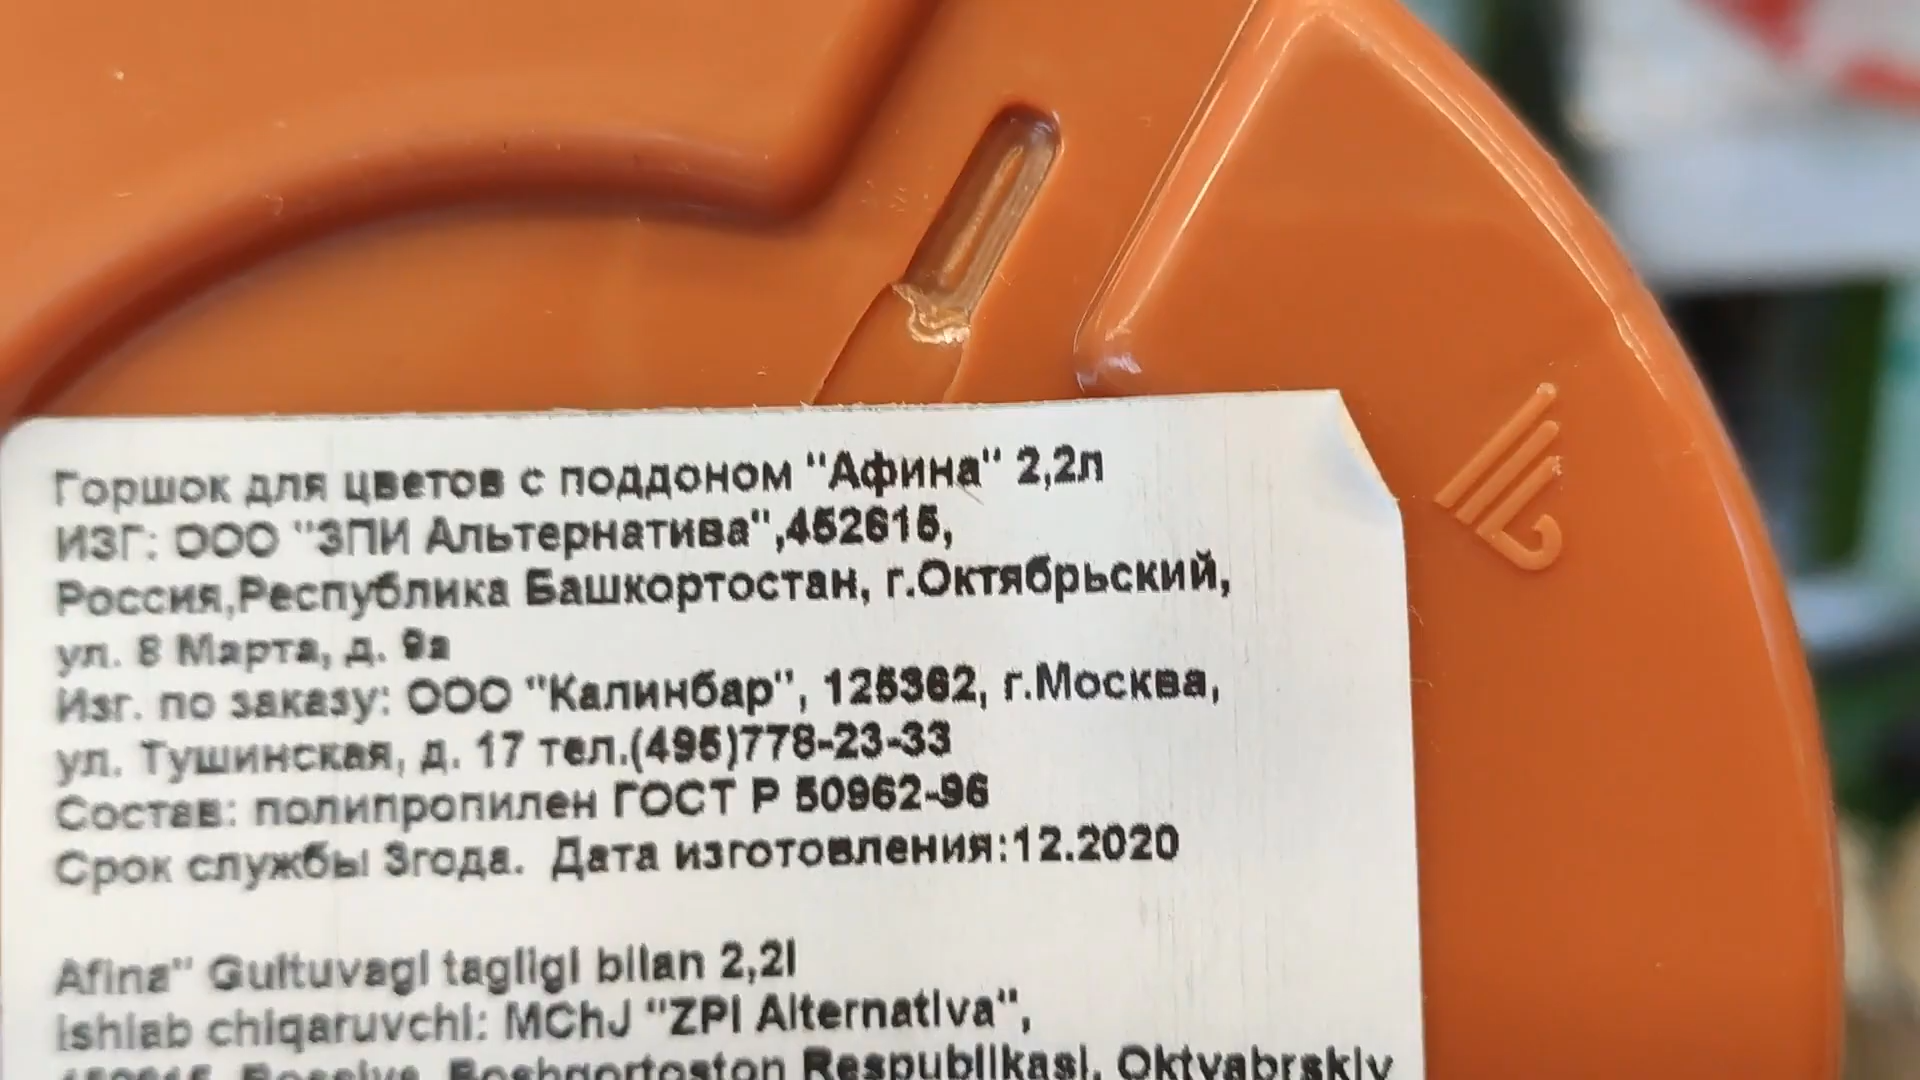 Горшок для цветов с поддоном "Афина" 2,2л
ИЗГ: ООО "ЗПИ Альтернатива",452615,
Россия,Республика Башкортостан, г.Октябрьский,
ул. 8 Марта, д. 9а
Изг. по заказу: ООО "Калинбар", 125362, г.Москва,
ул. Тушинская, д. 17 тел.(495)778-23-33
Состав: полипропилен ГОСТ Р 50962-96
Срок службы 3года. Дата изготовления:12.2020
Afina" Gultuvagi tagligi bilan 2,2l
ishlab chiqaruvchi: MChJ "ZPI Alternativa",
Respublikasi, Oktyabrskiy